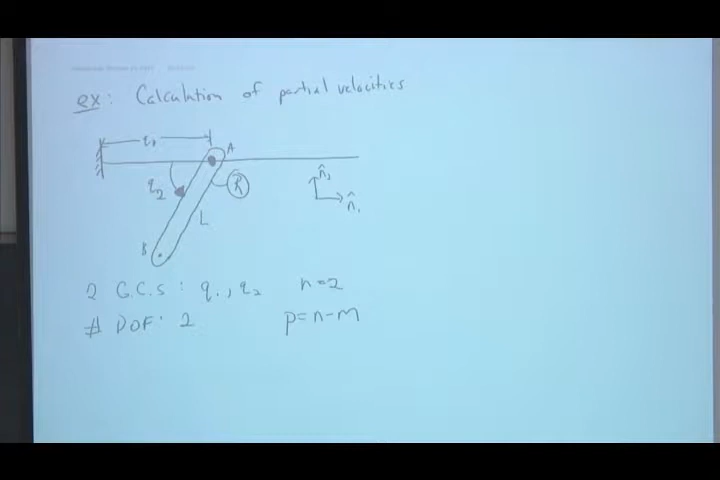 ex: Calculation of partial velocities
q₁
A
q₂
R
n̂₂
n̂₁
L
B
2 G.C.s: q₁, q₂ n=2
# DOF: 2 p=n-m